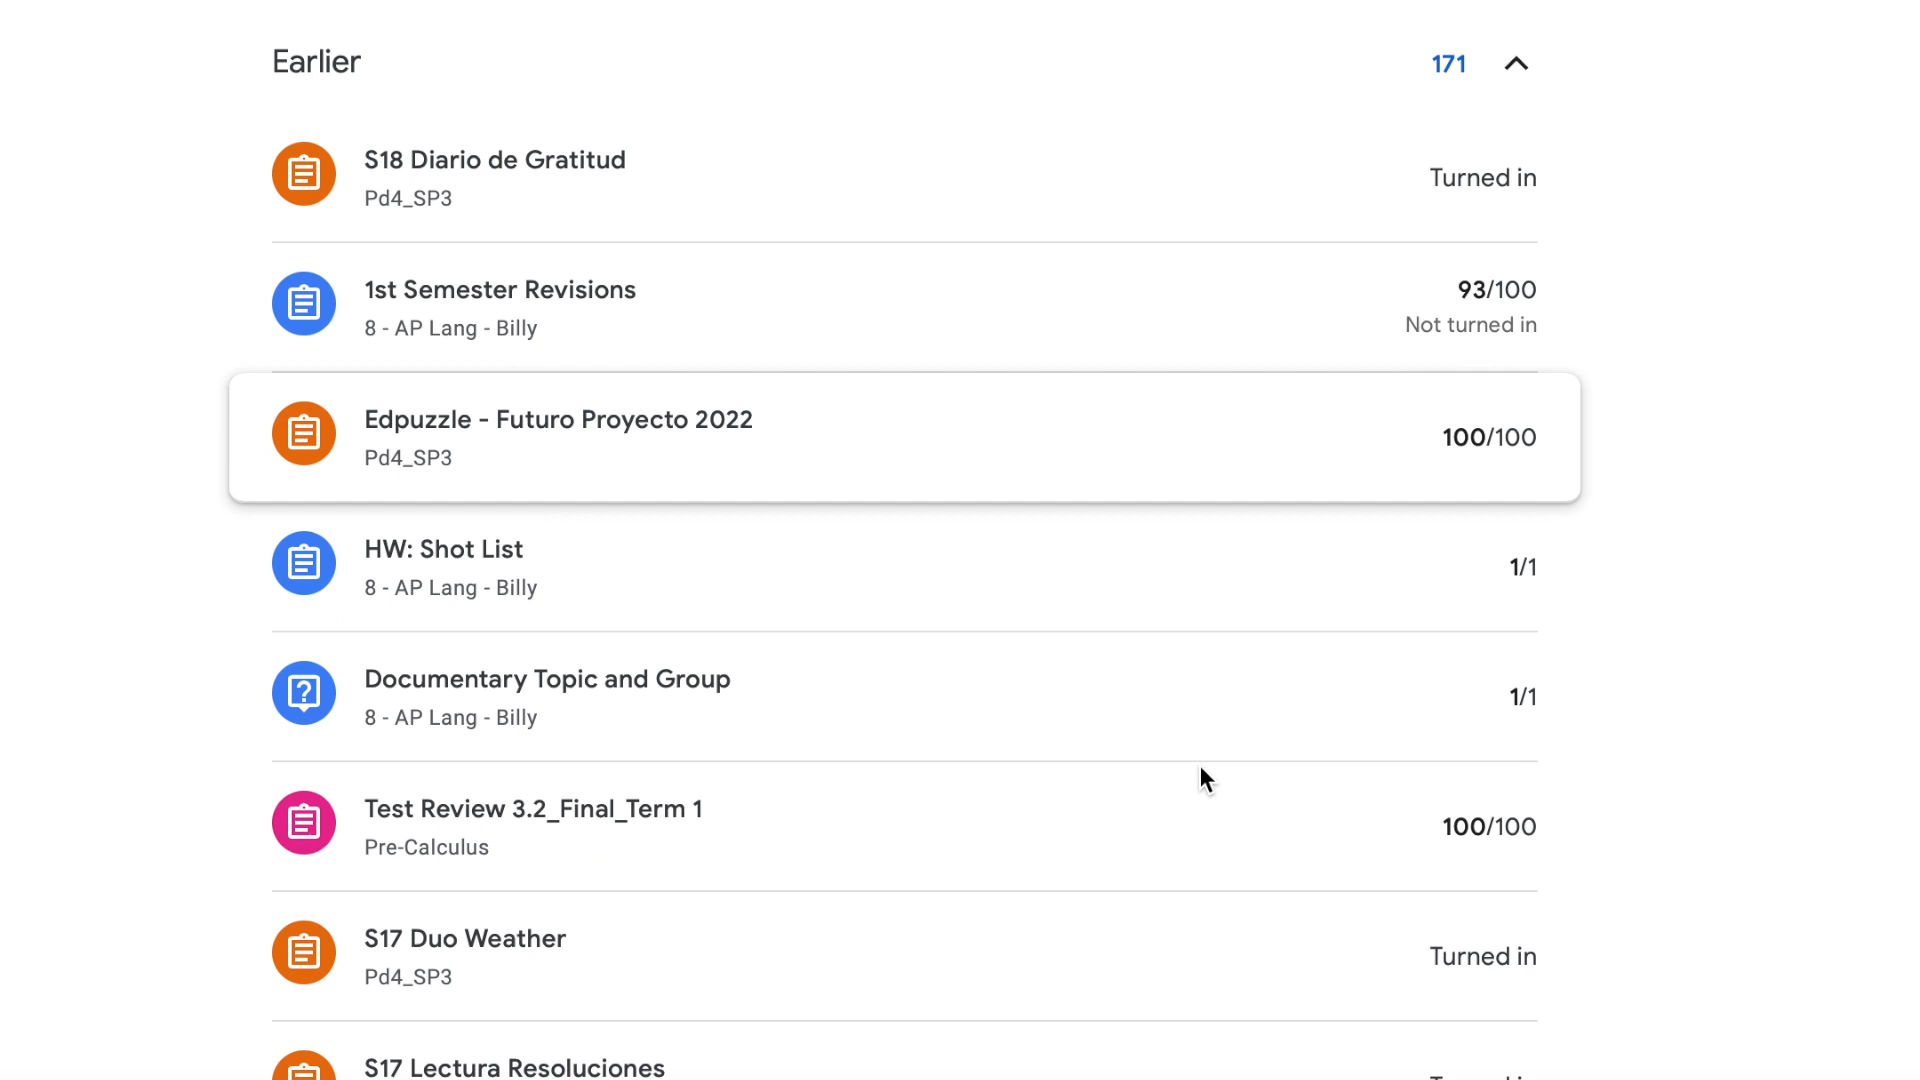 Earlier
171
S18 Diario de Gratitud
Pd4_SP3
Turned in
1st Semester Revisions
8 - AP Lang - Billy
93/100
Not turned in
Edpuzzle - Futuro Proyecto 2022
Pd4_SP3
100/100
HW: Shot List
8 - AP Lang - Billy
1/1
Documentary Topic and Group
8 - AP Lang - Billy
1/1
Test Review 3.2_Final_Term 1
Pre-Calculus
100/100
S17 Duo Weather
Pd4_SP3
Turned in
S17 Lectura Resoluciones